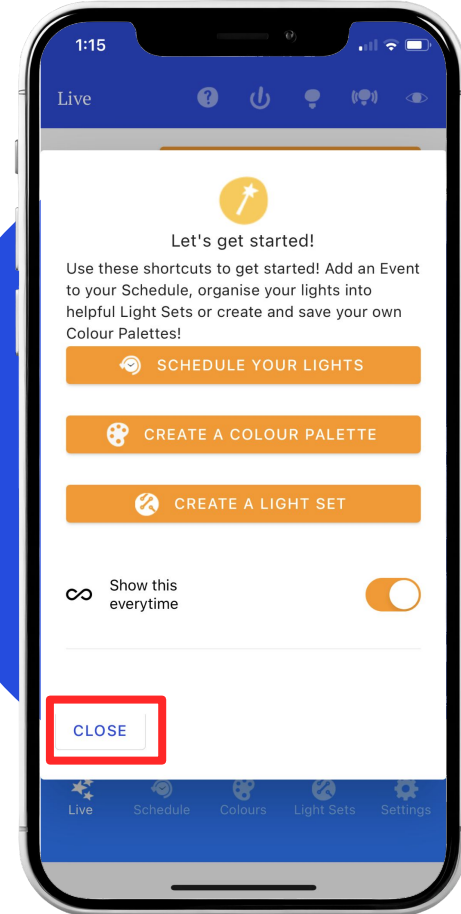 1:15
Live
Let's get started!
Use these shortcuts to get started! Add an Event
to your Schedule, organise your lights into
helpful Light Sets or create and save your own
Colour Palettes!
SCHEDULE YOUR LIGHTS
CREATE A COLOUR PALETTE
CREATE A LIGHT SET
Show this
everytime
CLOSE
Live Schedule Colours Light Sets Settings